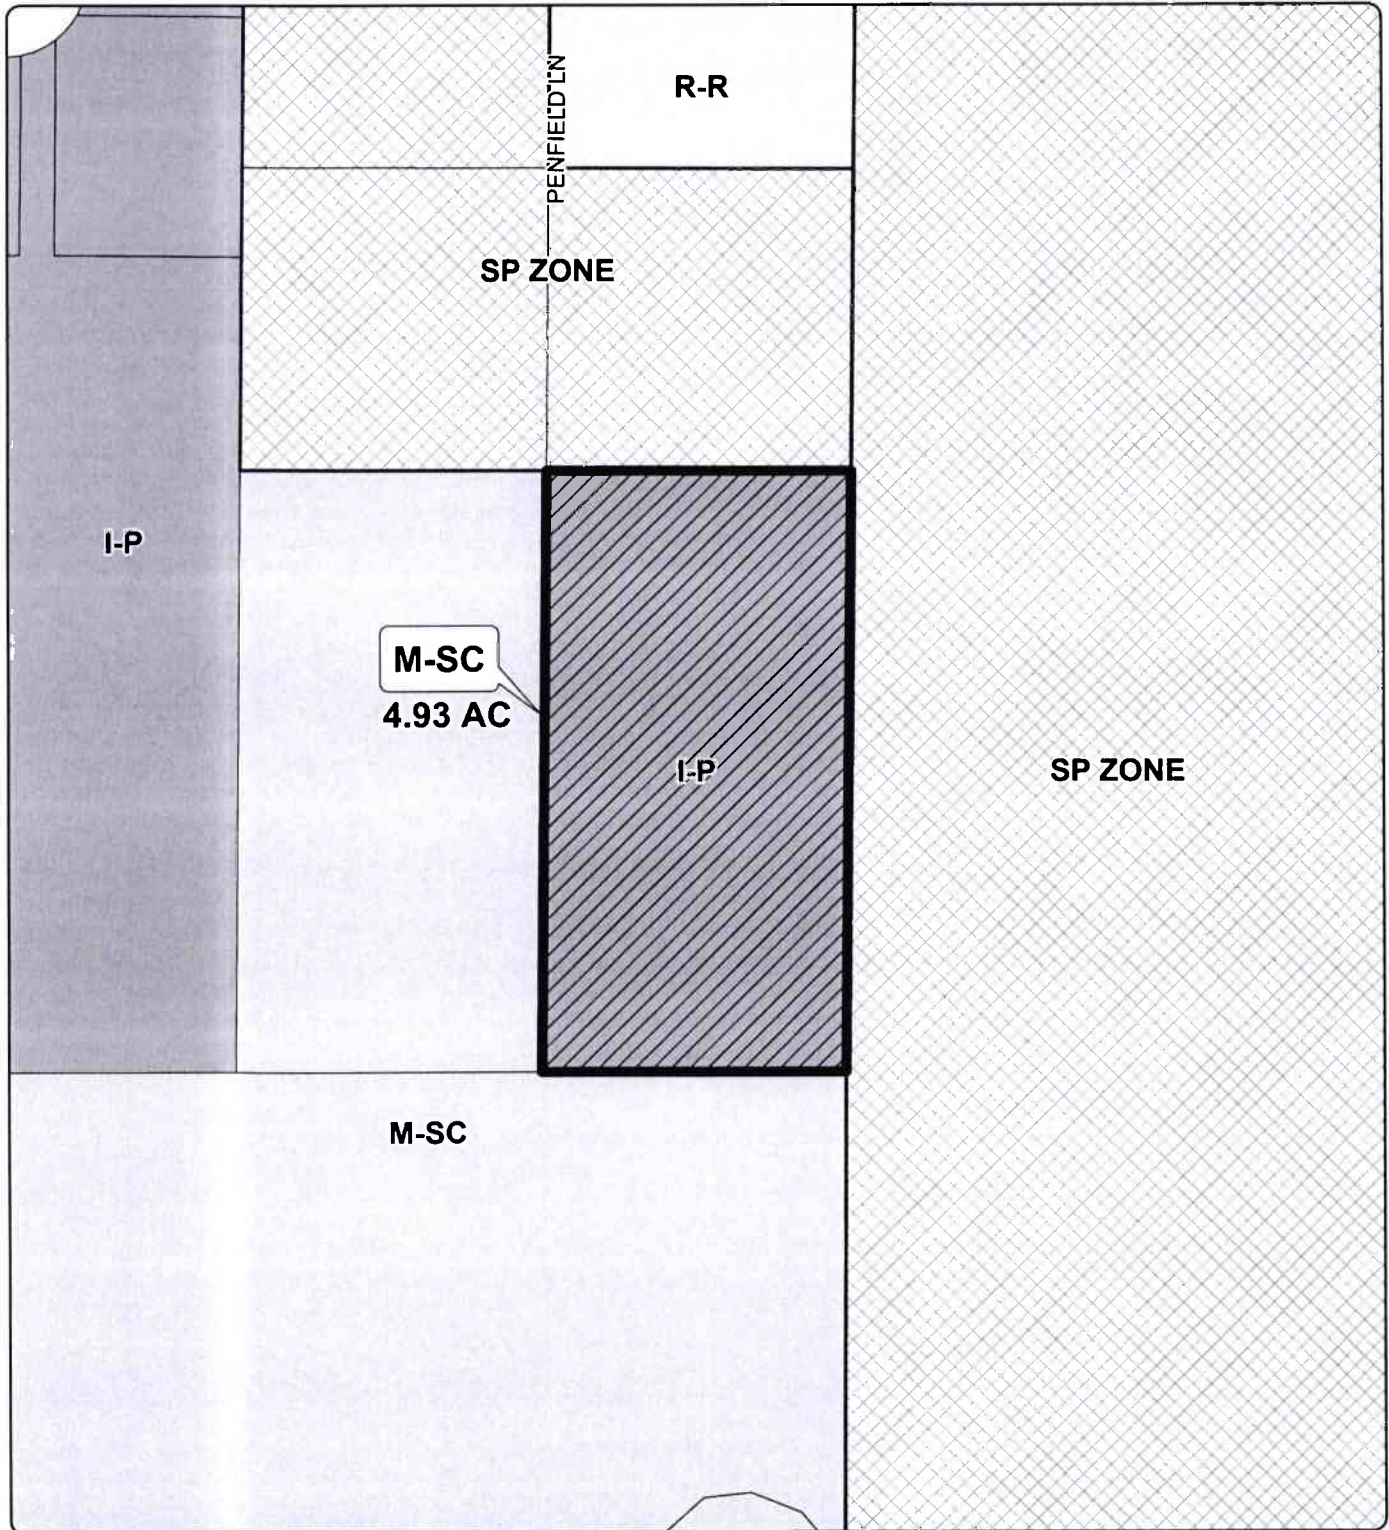 PENFIELD LN
R-R
SP ZONE
I-P
M-SC
4.93 AC
I-P
SP ZONE
M-SC